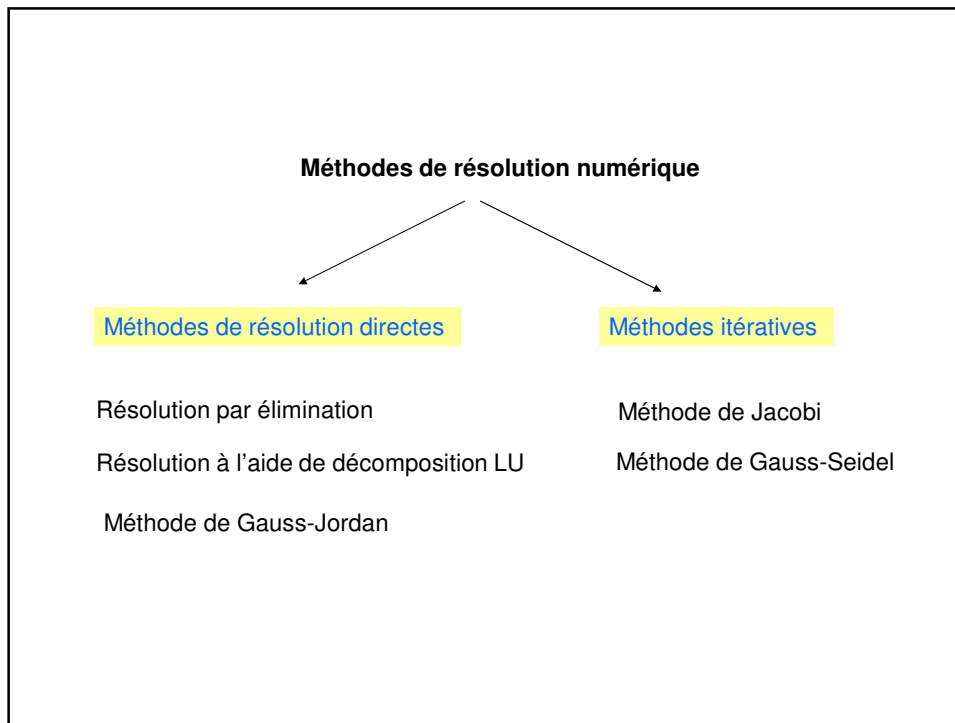 Méthodes de résolution numérique
Méthodes de résolution directes
Résolution par élimination
Résolution à l'aide de décomposition LU
Méthode de Gauss-Jordan
Méthodes itératives
Méthode de Jacobi
Méthode de Gauss-Seidel